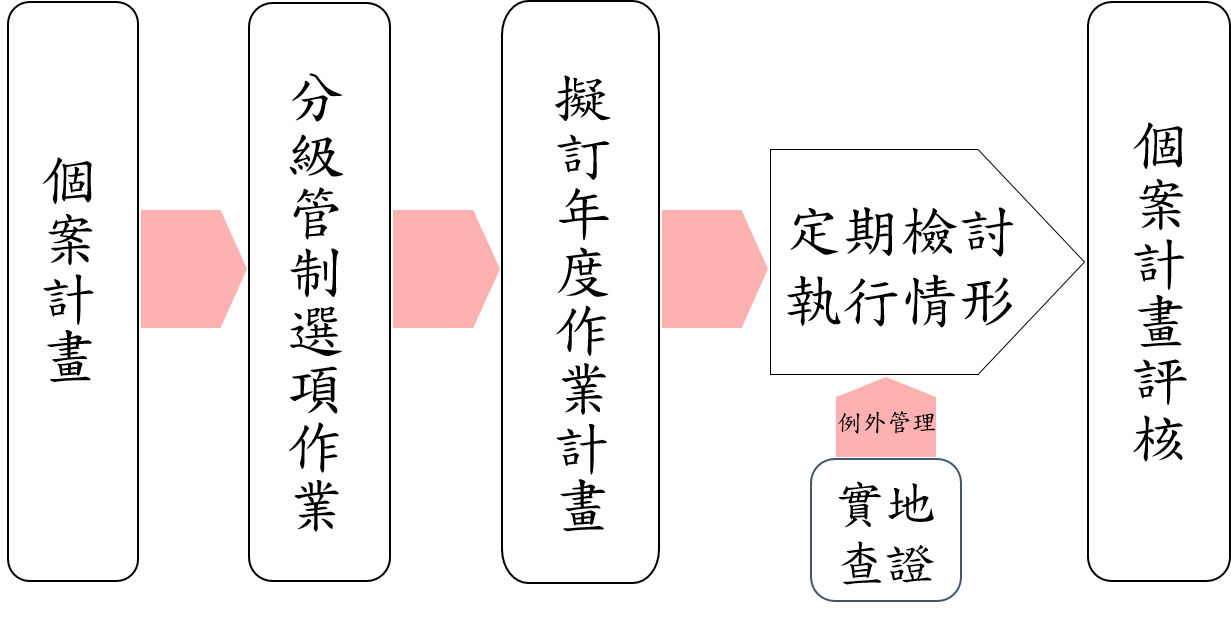 個案計畫
分級管制選項作業
擬訂年度作業計畫
定期檢討
執行情形
例外管理
實地
查證
個案計畫評核